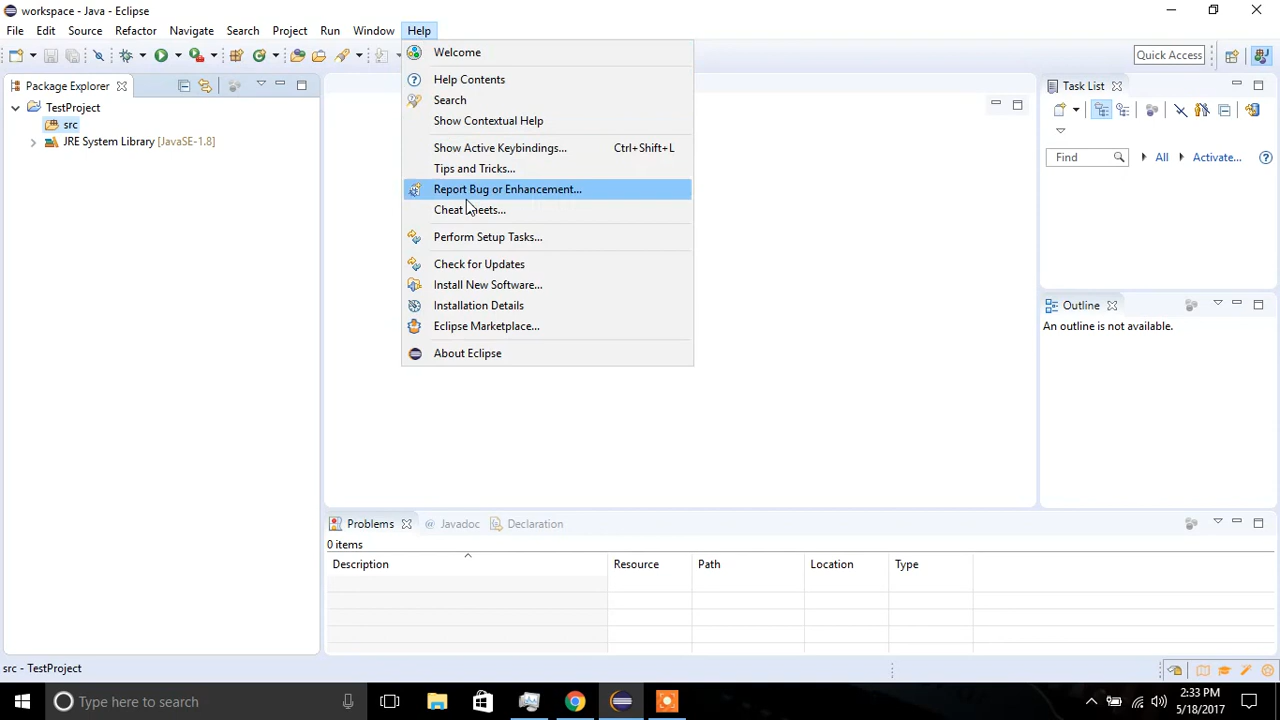 workspace - Java - Eclipse
File Edit Source Refactor Navigate Search Project Run Window Help
Quick Access
Package Explorer
TestProject
src
JRE System Library [JavaSE-1.8]
Welcome
Help Contents
Search
Show Contextual Help
Show Active Keybindings... Ctrl+Shift+L
Tips and Tricks...
Report Bug or Enhancement...
Cheat Sheets...
Perform Setup Tasks...
Check for Updates
Install New Software...
Installation Details
Eclipse Marketplace...
About Eclipse
Task List
Find All Activate...
Outline
An outline is not available.
Problems @ Javadoc Declaration
0 items
Description Resource Path Location Type
src - TestProject
Type here to search
2:33 PM
5/18/2017